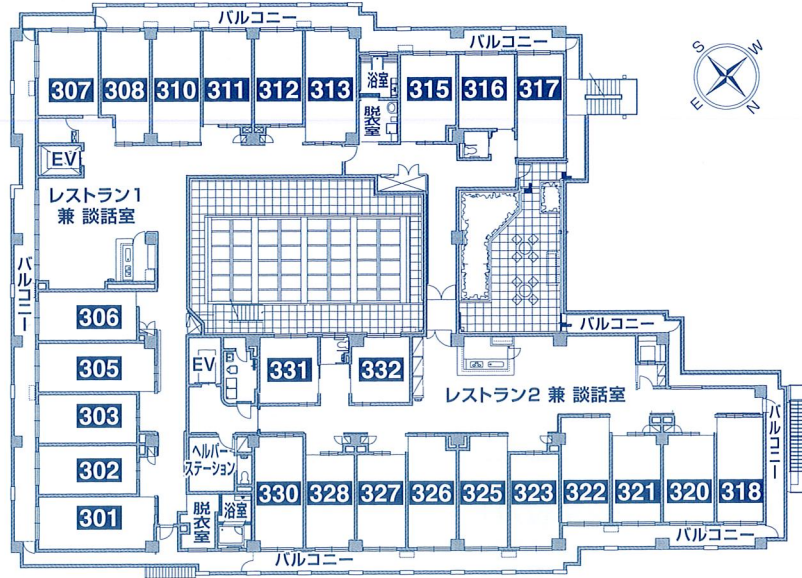 バルコニー
バルコニー
307
308
310
311
312
313
浴室
脱衣室
315
316
317
S
W
E
N
EV
レストラン1
兼 談話室
バルコニー
306
305
303
302
301
EV
331
332
レストラン2 兼 談話室
バルコニー
バルコニー
ヘルパー
ステーション
脱衣室
浴室
330
328
327
326
325
323
322
321
320
318
バルコニー
バルコニー